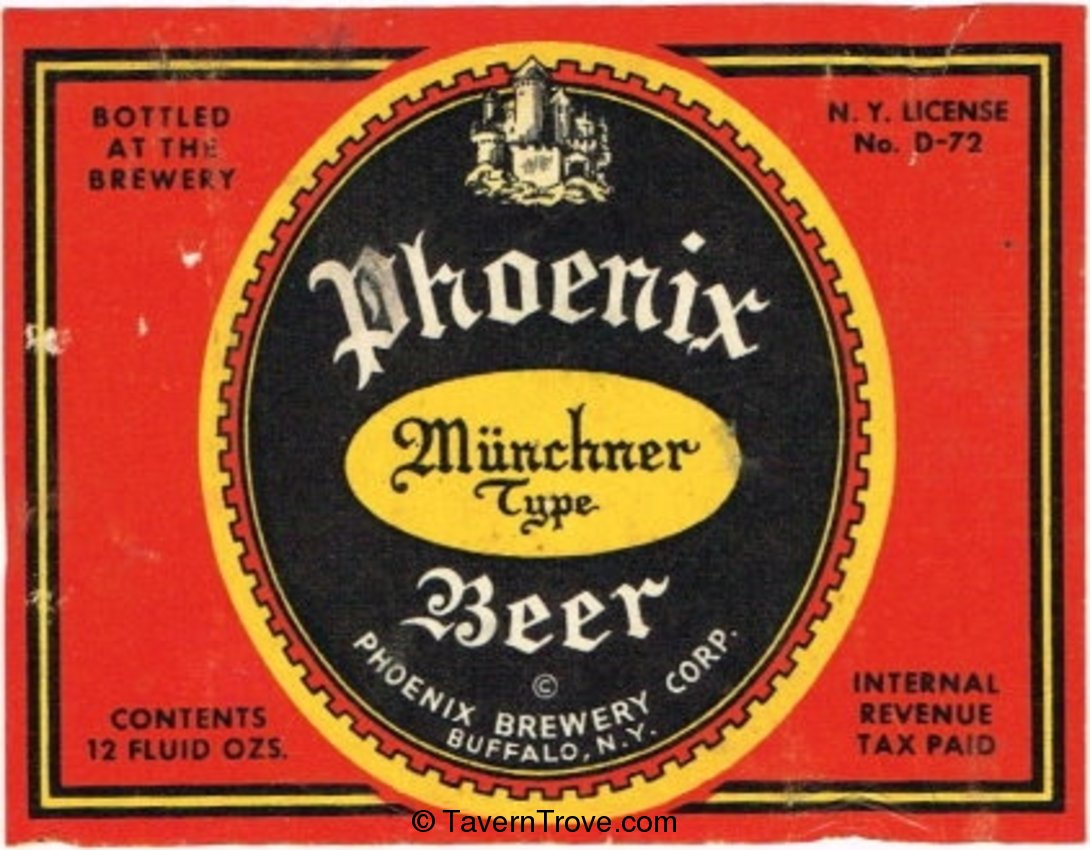 BOTTLED
AT THE
BREWERY
N. Y. LICENSE
No. D-72
Phoenix
Münchner
Type
Beer
©
PHOENIX BREWERY CORP.
BUFFALO, N.Y.
CONTENTS
12 FLUID OZS.
INTERNAL
REVENUE
TAX PAID
© TavernTrove.com